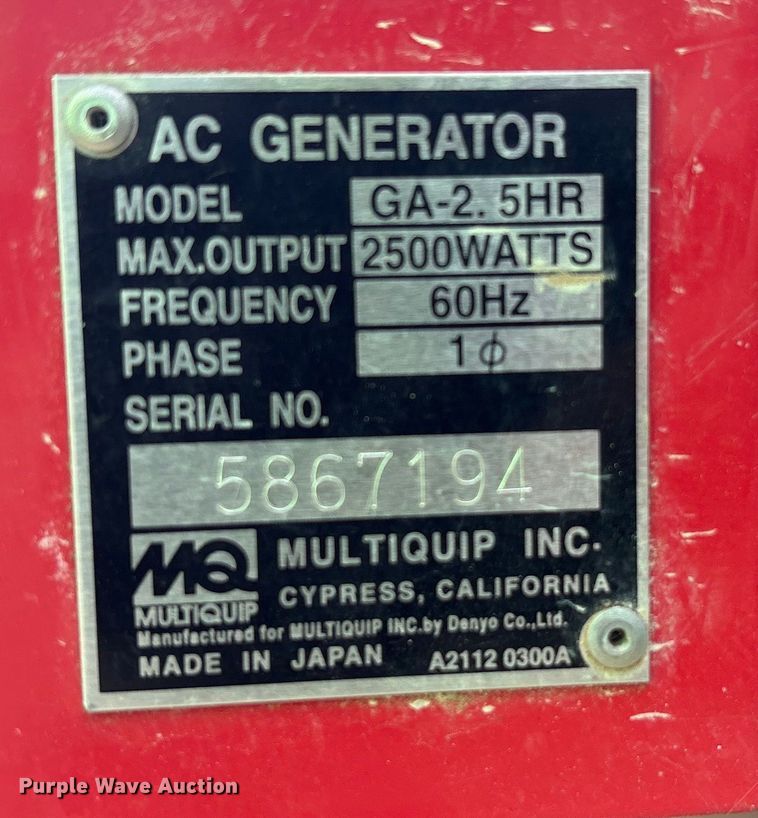 AC GENERATOR
MODEL GA-2.5HR
MAX.OUTPUT 2500WATTS
FREQUENCY 60Hz
PHASE 1ϕ
SERIAL NO.
5867194
MQ MULTIQUIP INC.
CYPRESS, CALIFORNIA
MULTIQUIP
Manufactured for MULTIQUIP INC.by Denyo Co.,Ltd.
MADE IN JAPAN A2112 0300A
Purple Wave Auction